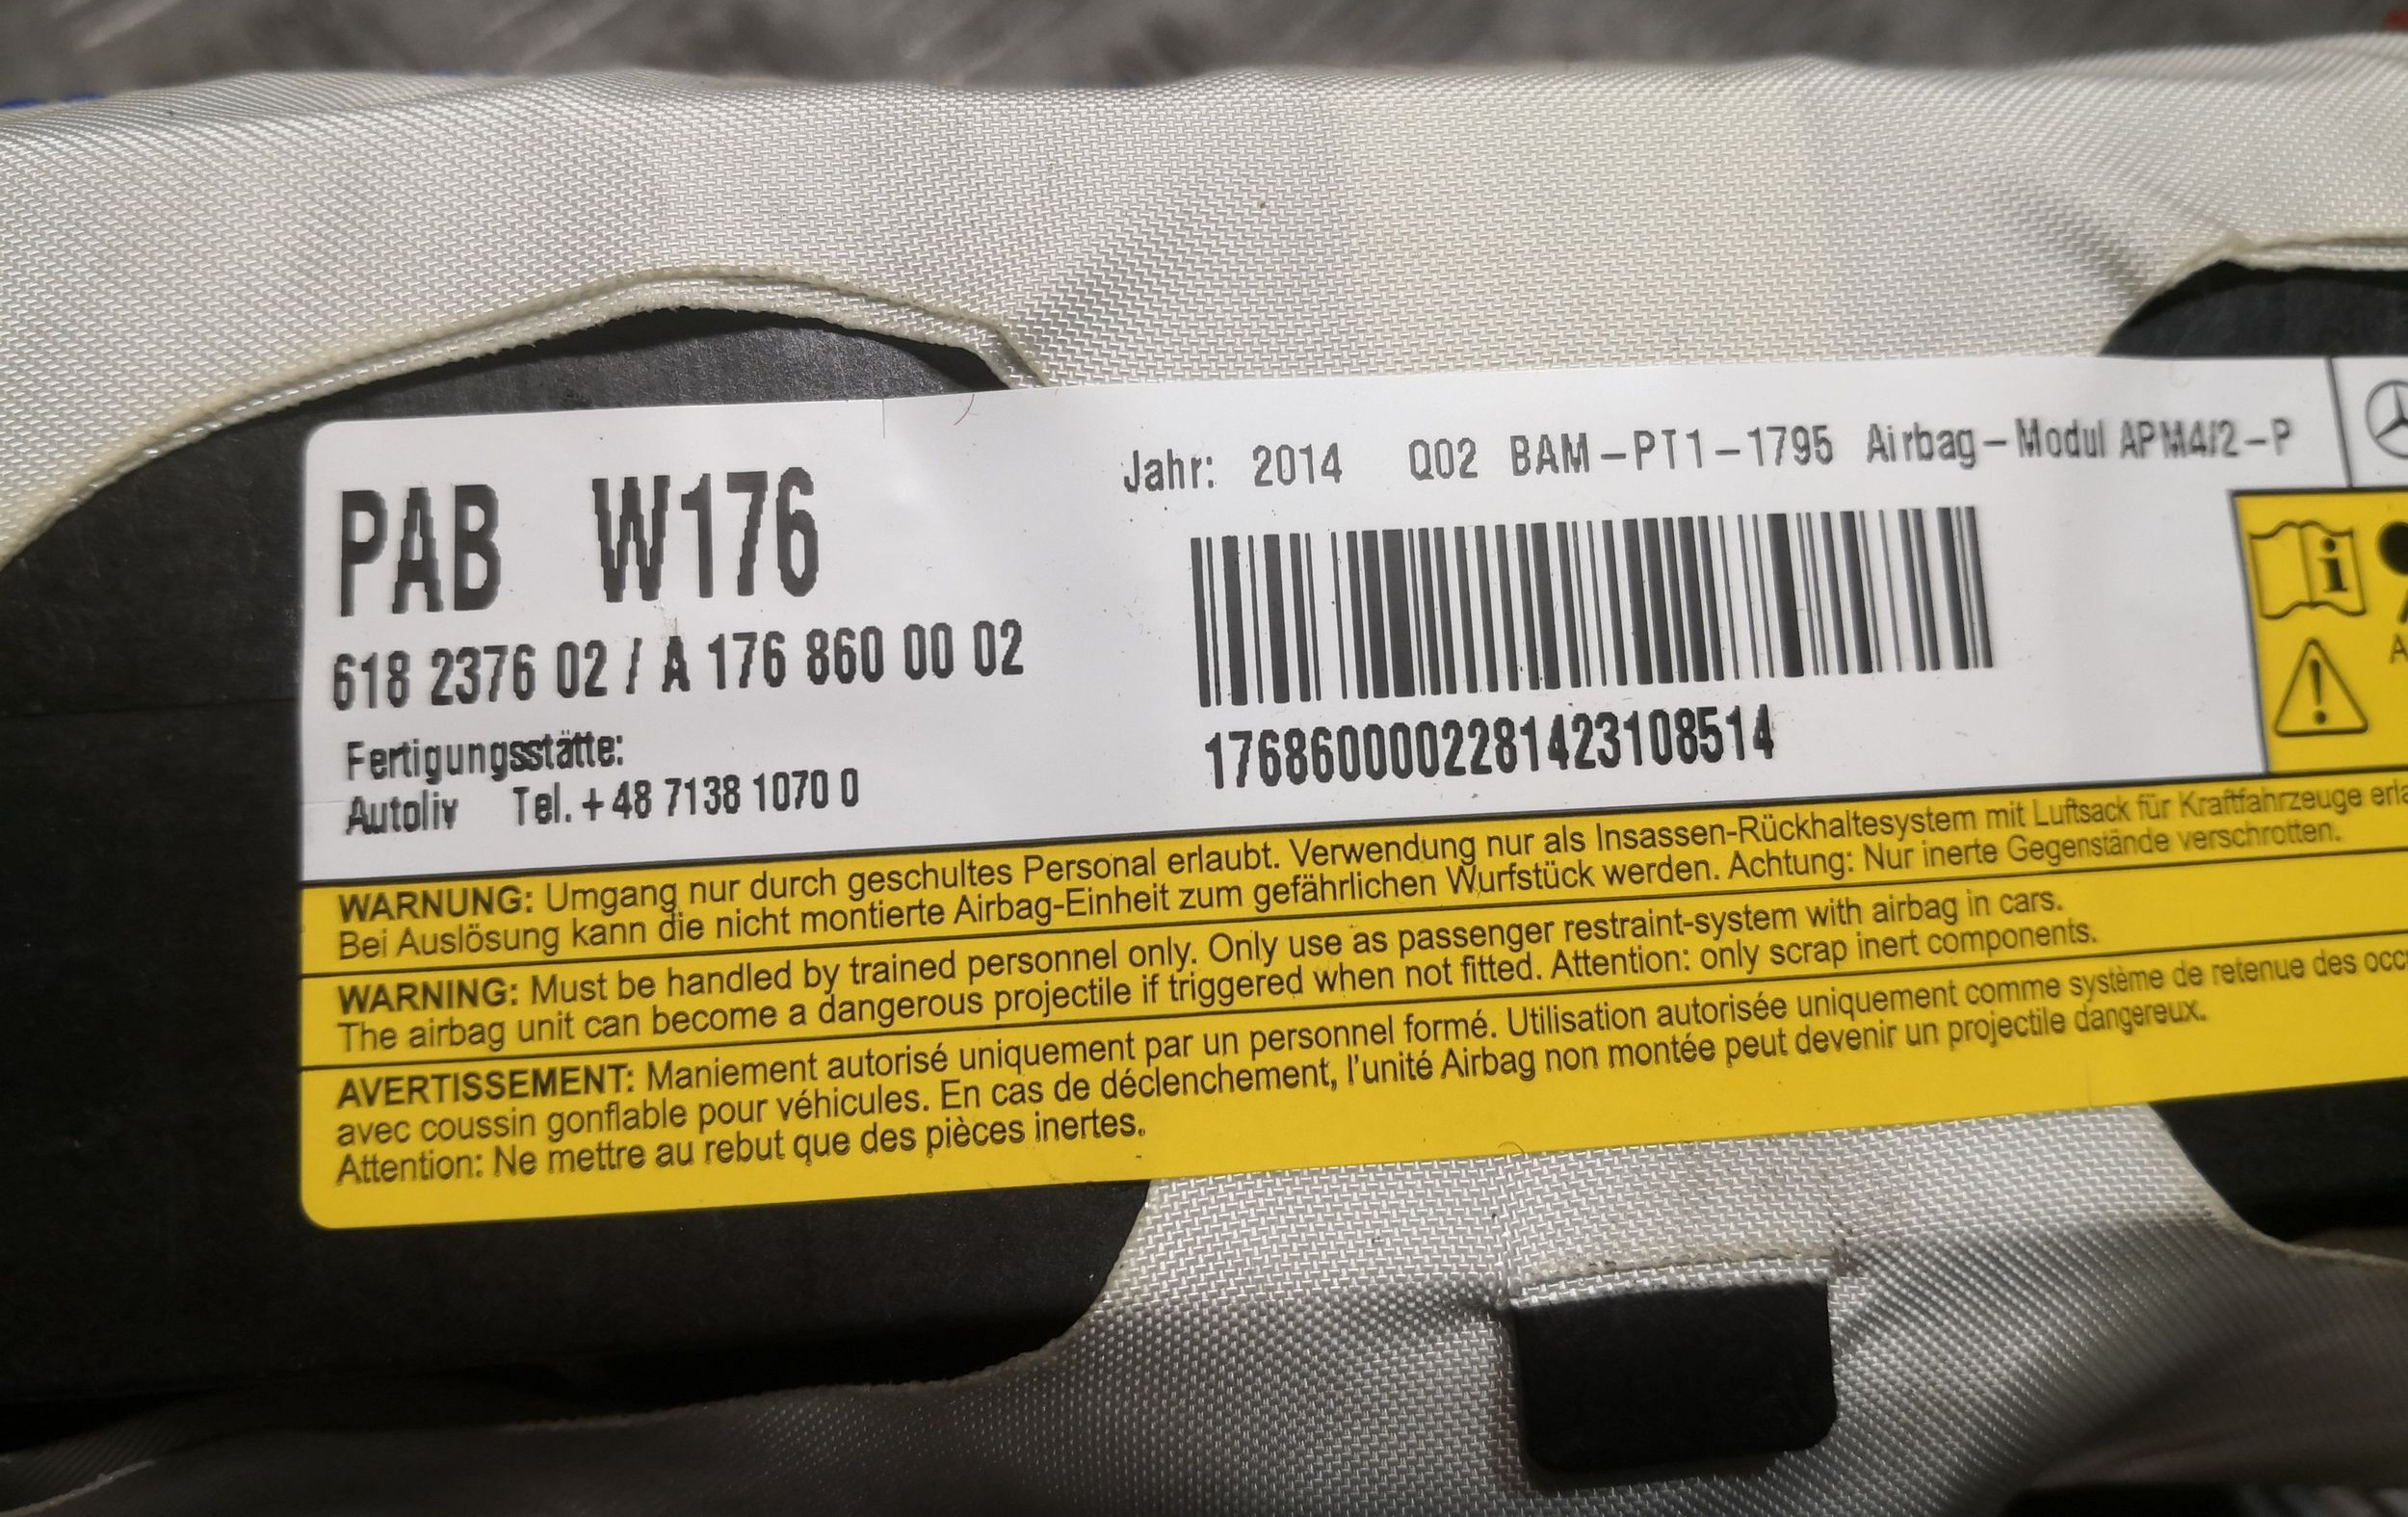 PAB W176
618 2376 02 / A 176 860 00 02
Fertigungsstätte:
Autoliv Tel. +48 7138 1070 0
Jahr: 2014 Q02 BAM-PT1-1795 Airbag-Modul APM4/2-P
1768600002281423108514
WARNUNG: Umgang nur durch geschultes Personal erlaubt. Verwendung nur als Insassen-Rückhaltesystem mit Luftsack für Kraftfahrzeuge
Bei Auslösung kann die nicht montierte Airbag-Einheit zum gefährlichen Wurfstück werden. Achtung: Nur inerte Gegenstände verschrotten.
WARNING: Must be handled by trained personnel only. Only use as passenger restraint-system with airbag in cars.
The airbag unit can become a dangerous projectile if triggered when not fitted. Attention: only scrap inert components.
AVERTISSEMENT: Maniement autorisé uniquement par un personnel formé. Utilisation autorisée uniquement comme système de retenue des
avec coussin gonflable pour véhicules. En cas de déclenchement, l'unité Airbag non montée peut devenir un projectile dangereux.
Attention: Ne mettre au rebut que des pièces inertes.